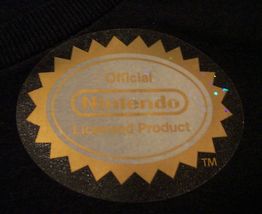 Official
Nintendo
Licensed Product
TM